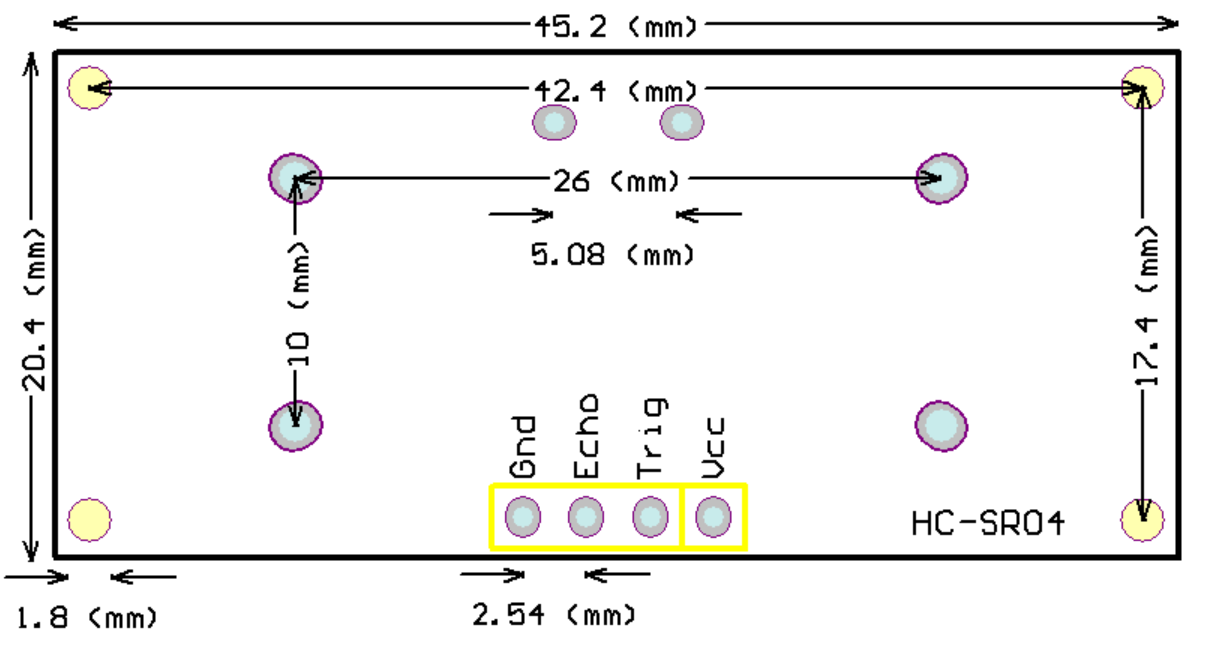 45.2 (mm)
42.4 (mm)
26 (mm)
5.08 (mm)
20.4 (mm)
10 (mm)
17.4 (mm)
Gnd
Echo
Trig
Vcc
HC-SR04
1.8 (mm)
2.54 (mm)